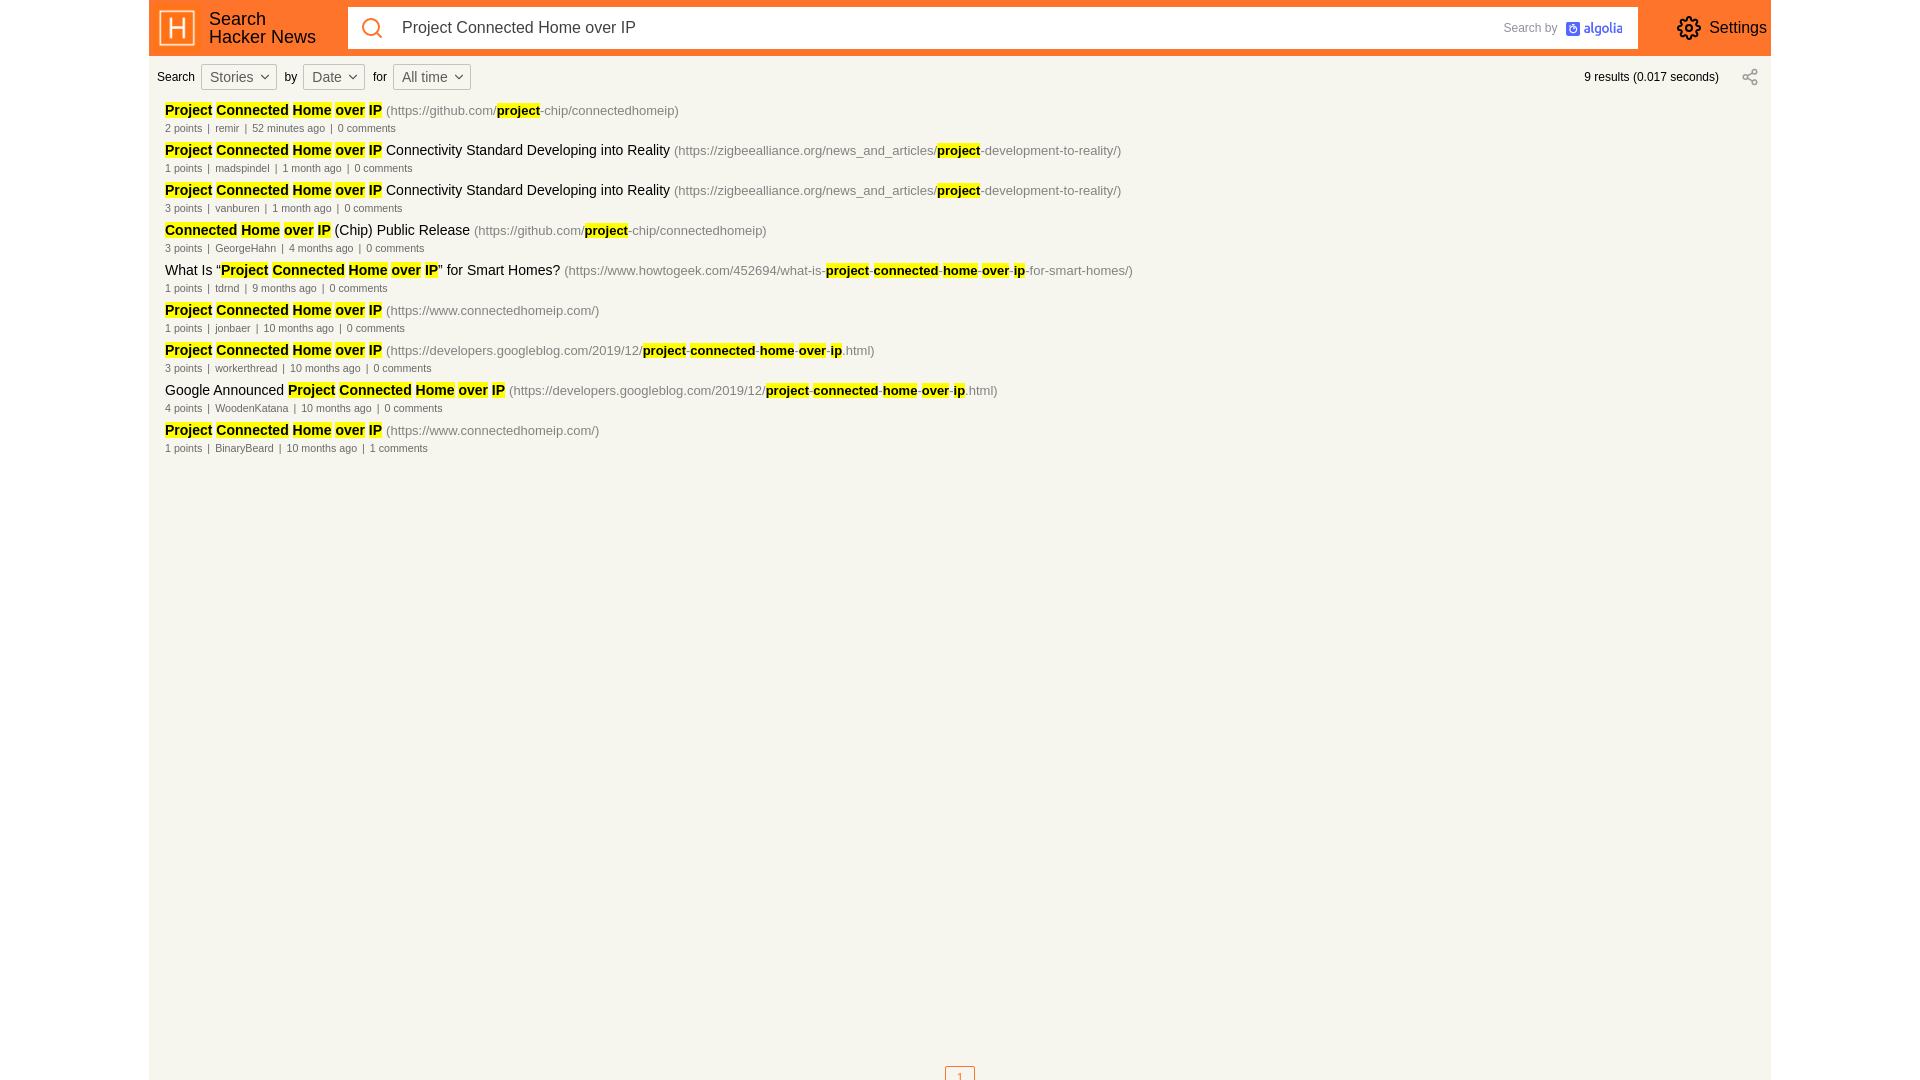 Search
Hacker News
Project Connected Home over IP
Search by algolia
Settings
Search Stories by Date for All time
9 results (0.017 seconds)
Project Connected Home over IP (https://github.com/project-chip/connectedhomeip)
2 points | remir | 52 minutes ago | 0 comments
Project Connected Home over IP Connectivity Standard Developing into Reality (https://zigbeealliance.org/news_and_articles/project-development-to-reality/)
1 points | madspindel | 1 month ago | 0 comments
Project Connected Home over IP Connectivity Standard Developing into Reality (https://zigbeealliance.org/news_and_articles/project-development-to-reality/)
3 points | vanburen | 1 month ago | 0 comments
Connected Home over IP (Chip) Public Release (https://github.com/project-chip/connectedhomeip)
3 points | GeorgeHahn | 4 months ago | 0 comments
What Is “Project Connected Home over IP” for Smart Homes? (https://www.howtogeek.com/452694/what-is-project-connected-home-over-ip-for-smart-homes/)
1 points | tdrnd | 9 months ago | 0 comments
Project Connected Home over IP (https://www.connectedhomeip.com/)
1 points | jonbaer | 10 months ago | 0 comments
Project Connected Home over IP (https://developers.googleblog.com/2019/12/project-connected-home-over-ip.html)
3 points | workerthread | 10 months ago | 0 comments
Google Announced Project Connected Home over IP (https://developers.googleblog.com/2019/12/project-connected-home-over-ip.html)
4 points | WoodenKatana | 10 months ago | 0 comments
Project Connected Home over IP (https://www.connectedhomeip.com/)
1 points | BinaryBeard | 10 months ago | 1 comments
1